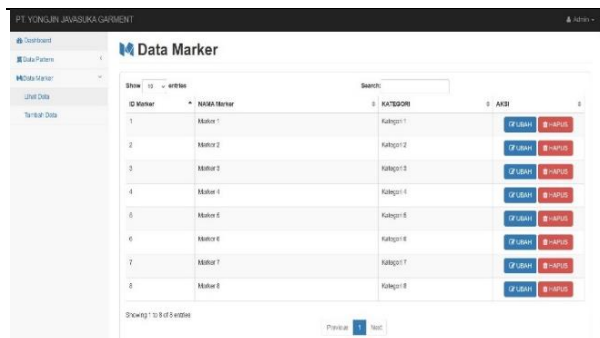 PT. YONGJIN JAVASUKA GARMENT
Admin
Dashboard
Data Pattern
Data Marker
Lihat Data
Tambah Data
Data Marker
Show 10 entries
Search:
ID Marker NAMA Marker KATEGORI AKSI
1 Marker 1 Kategori 1 UBAH HAPUS
2 Marker 2 Kategori 2 UBAH HAPUS
3 Marker 3 Kategori 3 UBAH HAPUS
4 Marker 4 Kategori 4 UBAH HAPUS
5 Marker 5 Kategori 5 UBAH HAPUS
6 Marker 6 Kategori 6 UBAH HAPUS
7 Marker 7 Kategori 7 UBAH HAPUS
8 Marker 8 Kategori 8 UBAH HAPUS
Showing 1 to 8 of 8 entries
Previous 1 Next